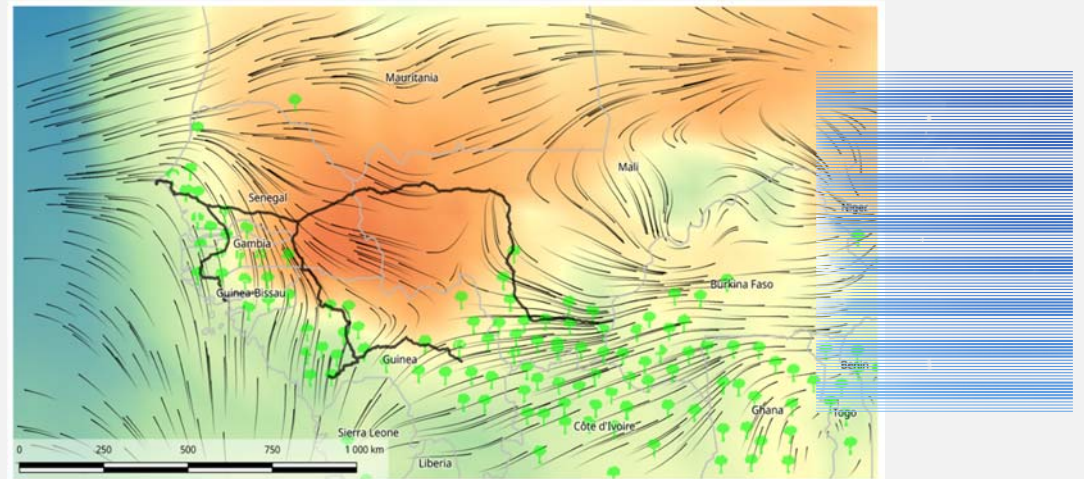 Mauritania
Mali
Senegal
Niger
Gambia
Burkina Faso
Guinea-Bissau
Guinea
Benin
Ghana
Togo
Côte d'Ivoire
Sierra Leone
Liberia
0 250 500 750 1 000 km